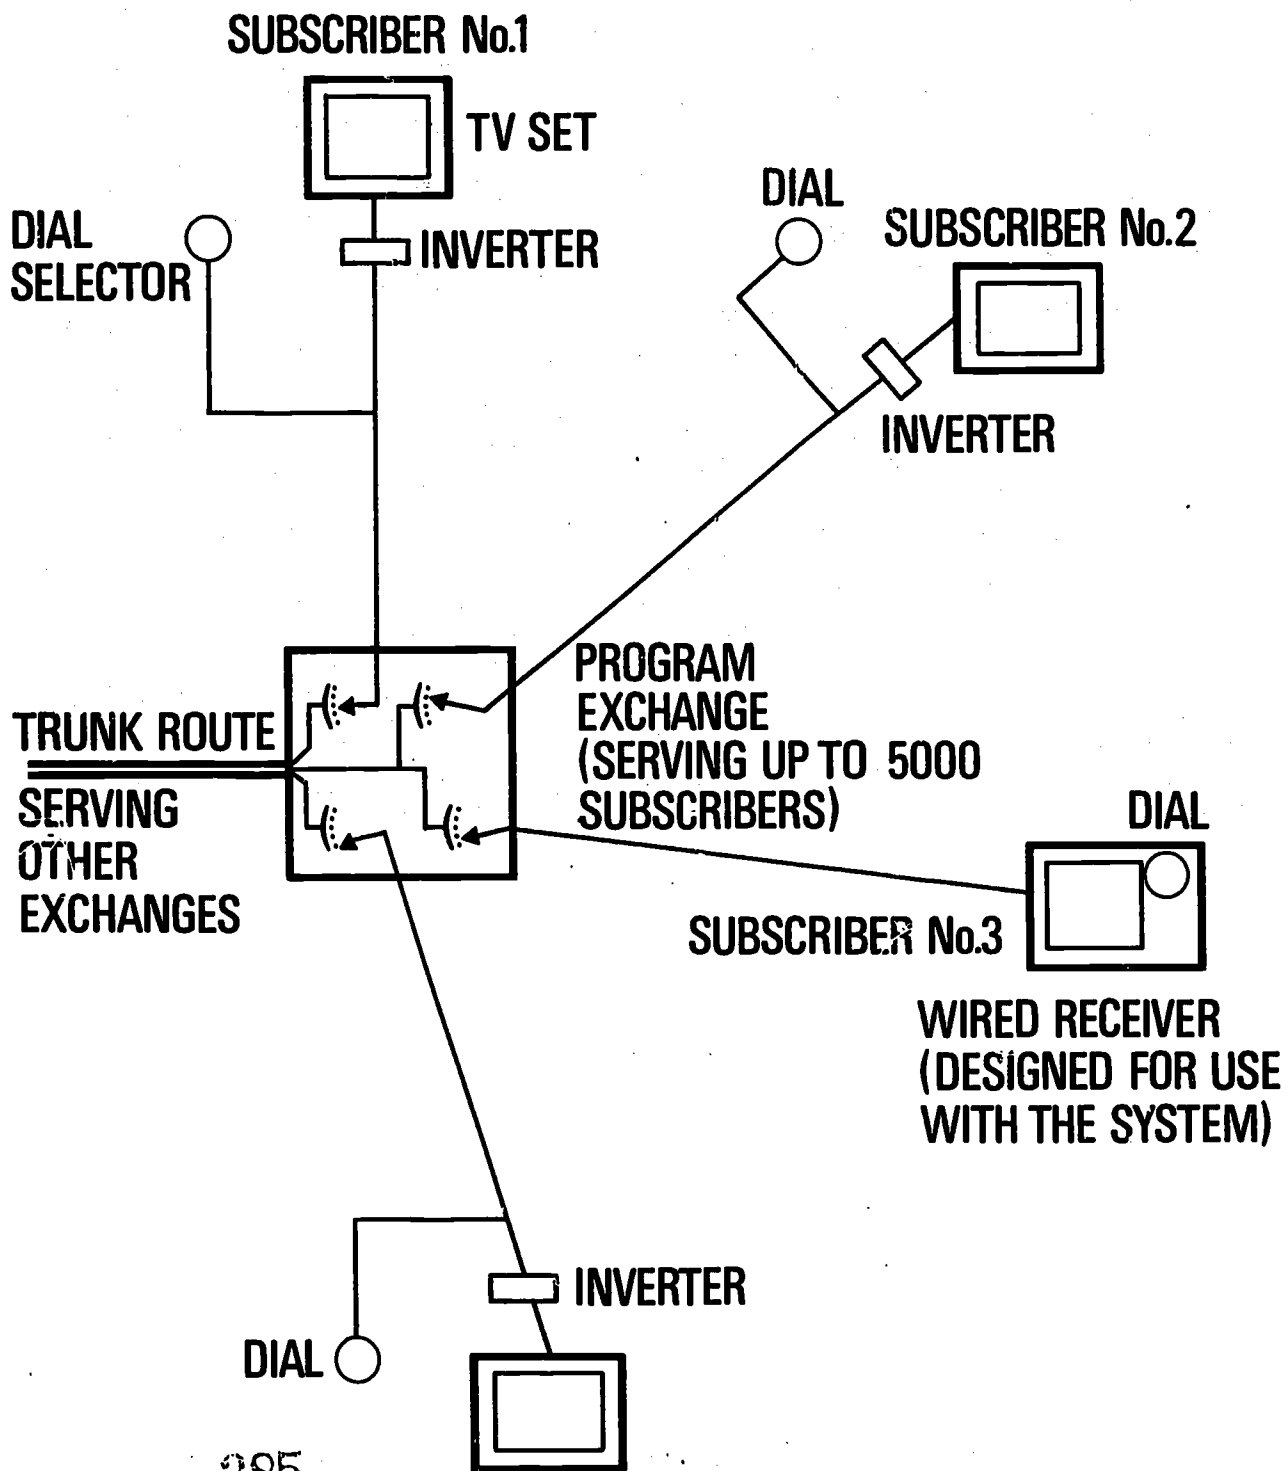 SUBSCRIBER No.1
TV SET
DIAL
SELECTOR
INVERTER
DIAL
SUBSCRIBER No.2
INVERTER
PROGRAM
EXCHANGE
(SERVING UP TO 5000
SUBSCRIBERS)
TRUNK ROUTE
SERVING
OTHER
EXCHANGES
DIAL
SUBSCRIBER No.3
WIRED RECEIVER
(DESIGNED FOR USE
WITH THE SYSTEM)
INVERTER
DIAL